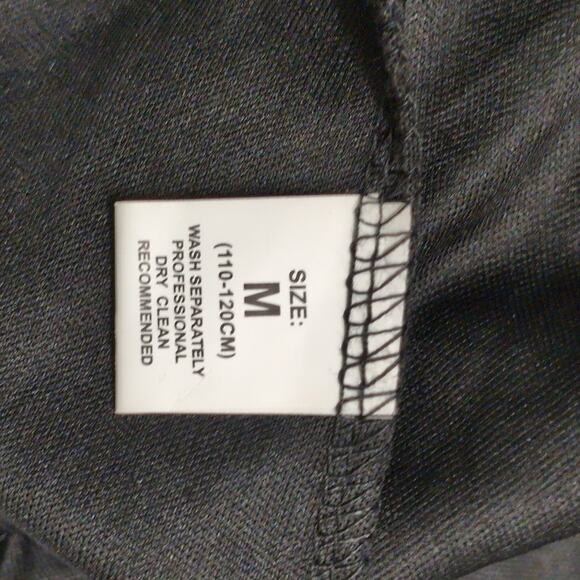 SIZE:
M
(110-120CM)
WASH SEPARATELY
PROFESSIONAL
DRY CLEAN
RECOMMENDED